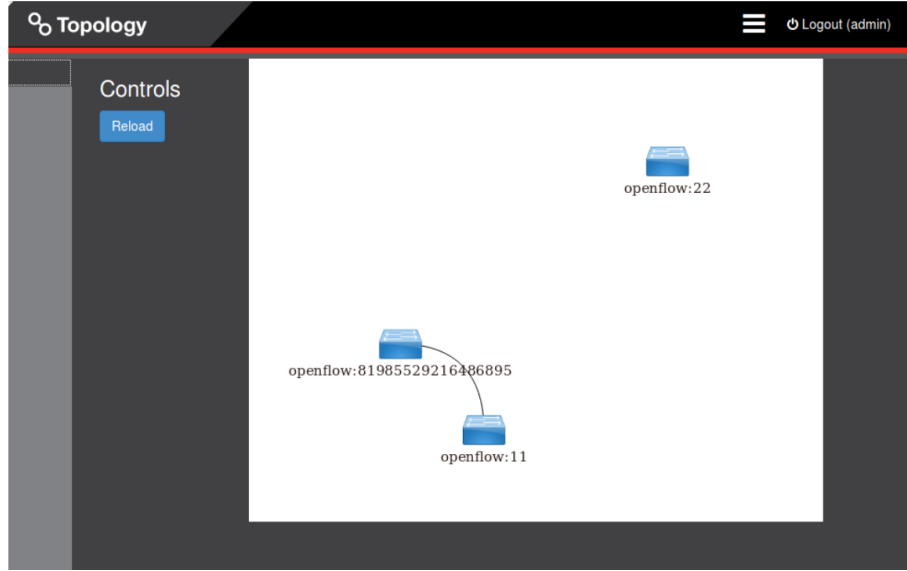 Topology
Logout (admin)
Controls
Reload
openflow:22
openflow:81985529216486895
openflow:11